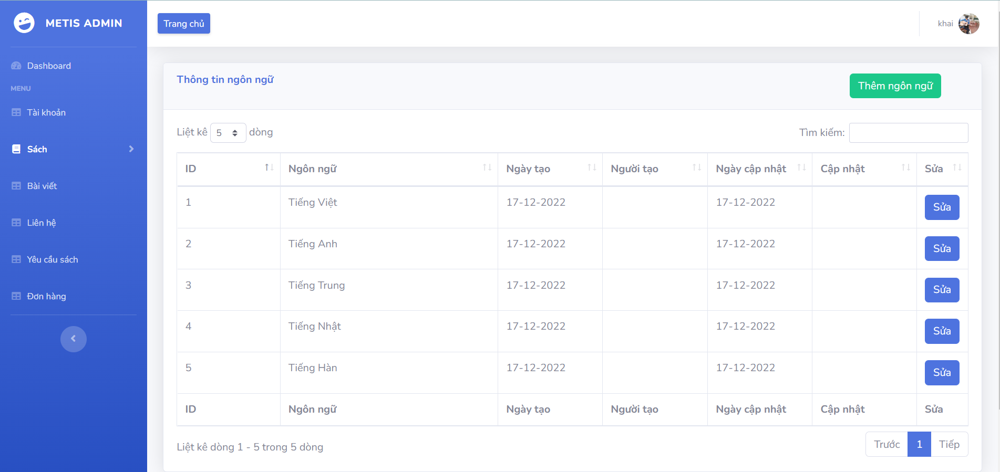 METIS ADMIN
Trang chủ
khai
Dashboard
MENU
Tài khoản
Sách
Bài viết
Liên hệ
Yêu cầu sách
Đơn hàng
Thông tin ngôn ngữ
Thêm ngôn ngữ
Liệt kê 5 dòng
Tìm kiếm:
ID Ngôn ngữ Ngày tạo Người tạo Ngày cập nhật Cập nhật Sửa
1 Tiếng Việt 17-12-2022 17-12-2022 Sửa
2 Tiếng Anh 17-12-2022 17-12-2022 Sửa
3 Tiếng Trung 17-12-2022 17-12-2022 Sửa
4 Tiếng Nhật 17-12-2022 17-12-2022 Sửa
5 Tiếng Hàn 17-12-2022 17-12-2022 Sửa
ID Ngôn ngữ Ngày tạo Người tạo Ngày cập nhật Cập nhật Sửa
Liệt kê dòng 1 - 5 trong 5 dòng
Trước 1 Tiếp